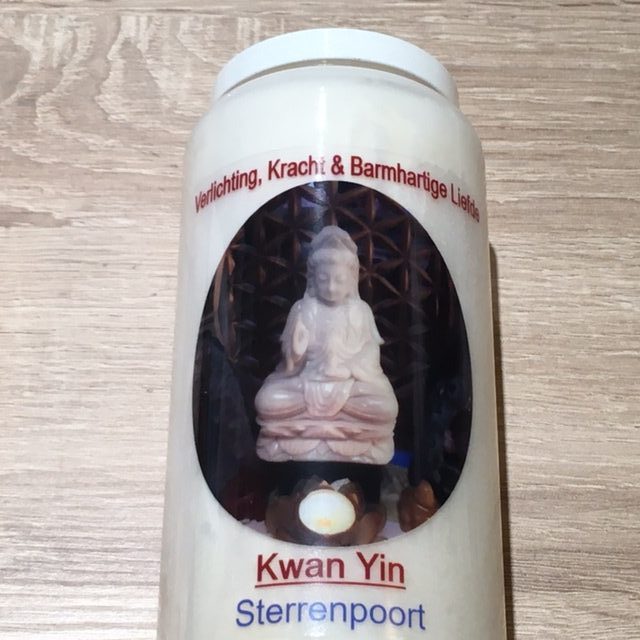 Verlichting, Kracht & Barmhartige Liefde
Kwan Yin
Sterrenpoort